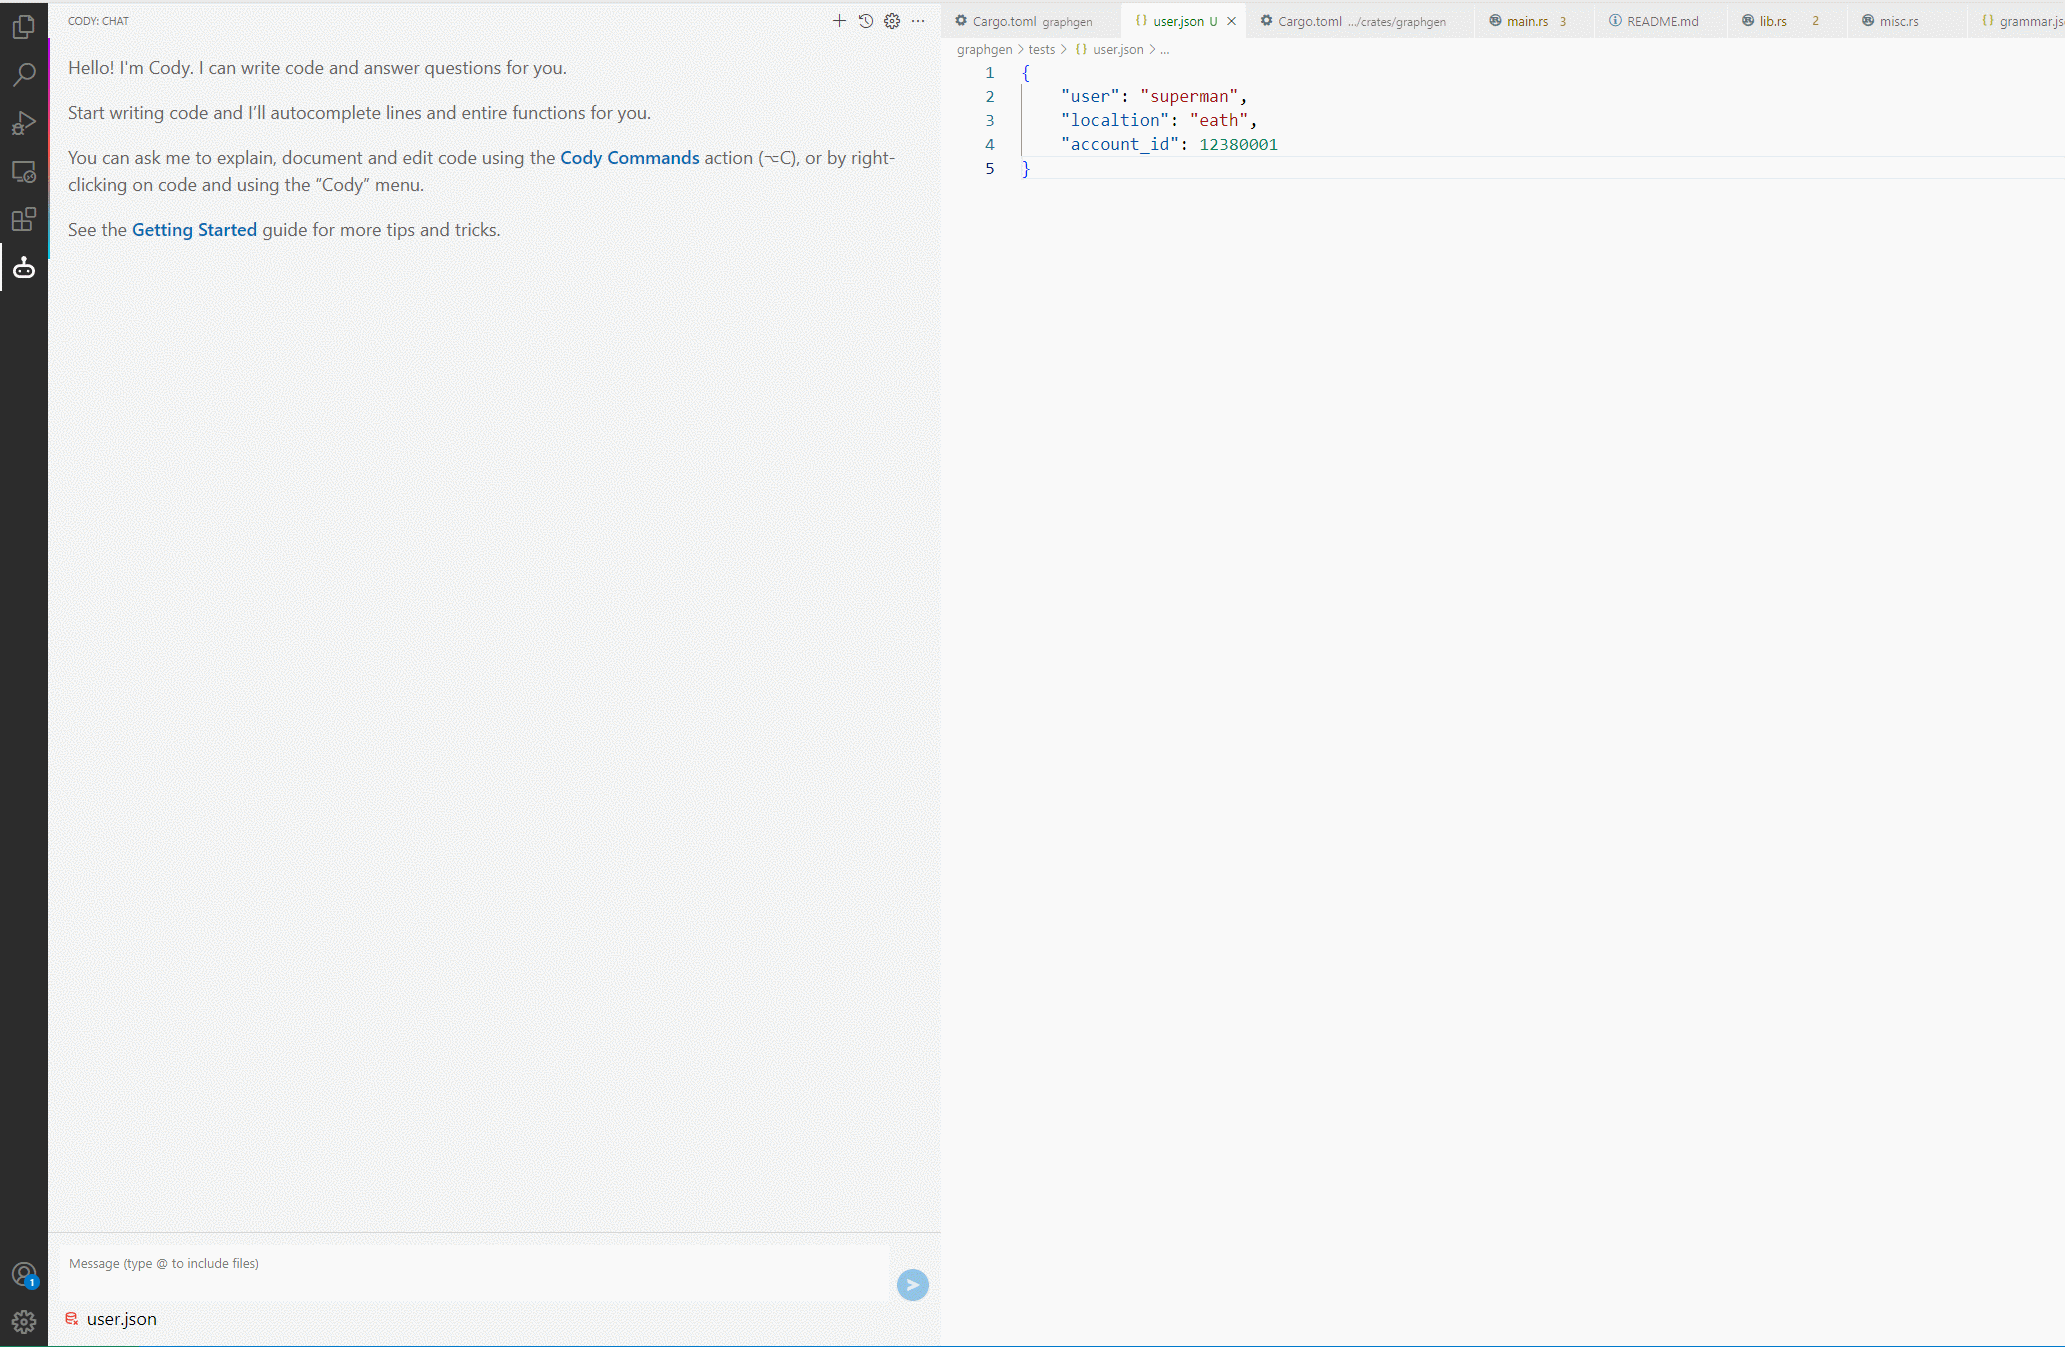 CODY: CHAT
Hello! I'm Cody. I can write code and answer questions for you.
Start writing code and I’ll autocomplete lines and entire functions for you.
You can ask me to explain, document and edit code using the Cody Commands action (⌥C), or by right-
clicking on code and using the “Cody” menu.
See the Getting Started guide for more tips and tricks.
Message (type @ to include files)
user.json
1
Cargo.toml graphgen
user.json U
Cargo.toml .../crates/graphgen
main.rs 3
README.md
lib.rs 2
misc.rs
grammar.js
graphgen > tests > {} user.json > ...
1 {
2 "user": "superman",
3 "localtion": "eath",
4 "account_id": 12380001
5 }